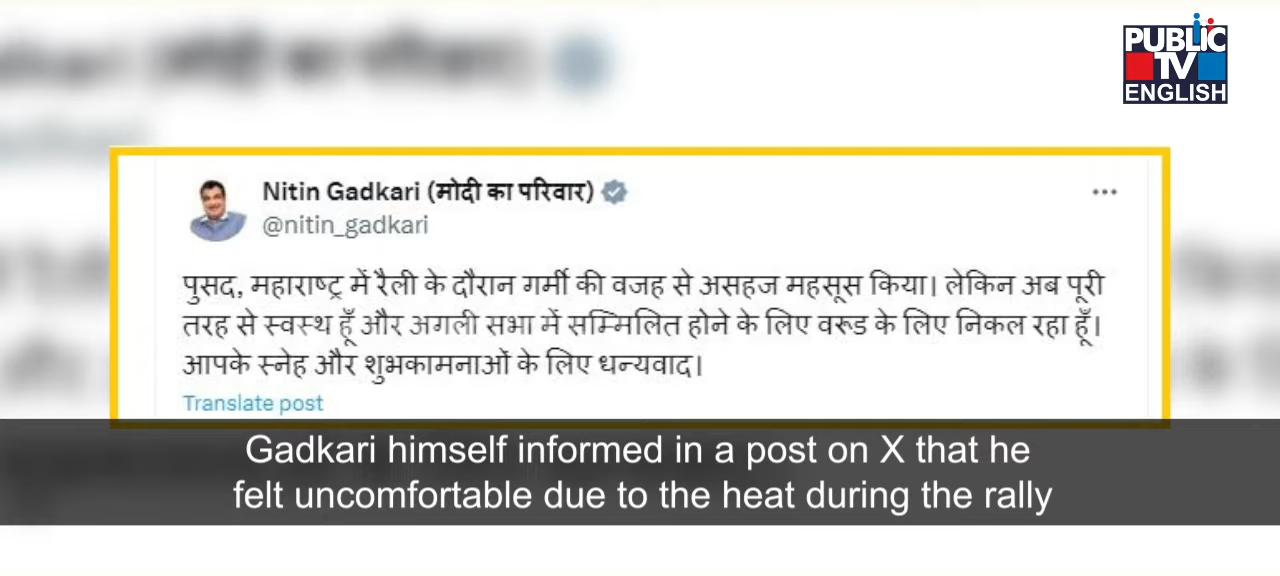 PUBLIC
TV
ENGLISH
Nitin Gadkari (मोदी का परिवार)
@nitin_gadkari
पुसद, महाराष्ट्र में रैली के दौरान गर्मी की वजह से असहज महसूस किया। लेकिन अब पूरी
तरह से स्वस्थ हूँ और अगली सभा में सम्मिलित होने के लिए वरूड के लिए निकल रहा हूँ।
आपके स्नेह और शुभकामनाओं के लिए धन्यवाद।
Translate post
Gadkari himself informed in a post on X that he
felt uncomfortable due to the heat during the rally